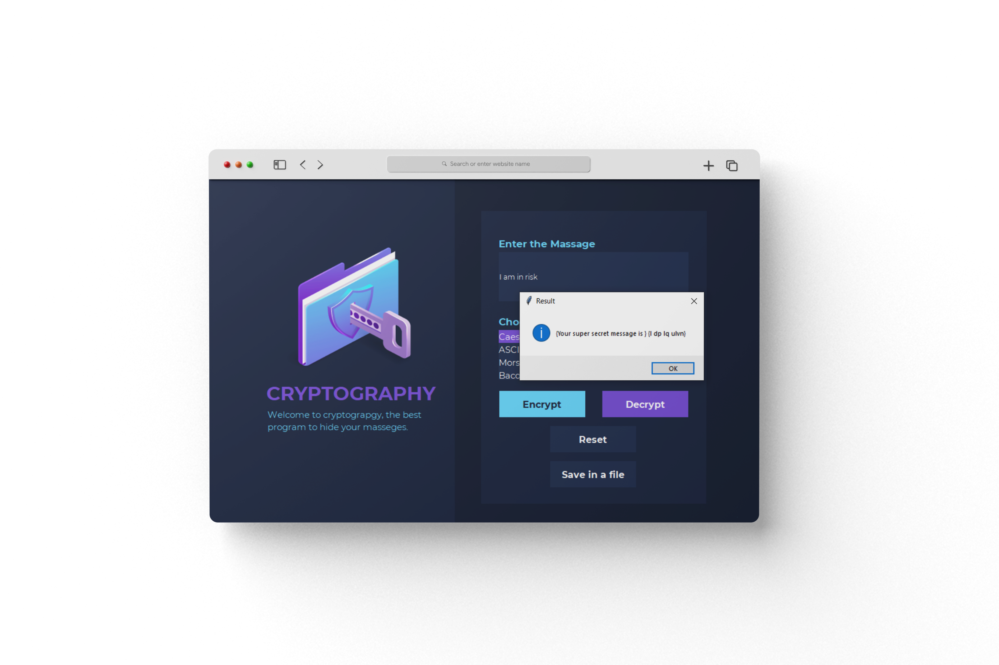 Search or enter website name
Enter the Massage
I am in risk
Result
{Your super secret message is } {I dp lq ulvn}
OK
Cho
Caes
ASCI
Mors
Baco
Encrypt
Decrypt
Reset
Save in a file
CRYPTOGRAPHY
Welcome to cryptograpgy, the best
program to hide your masseges.